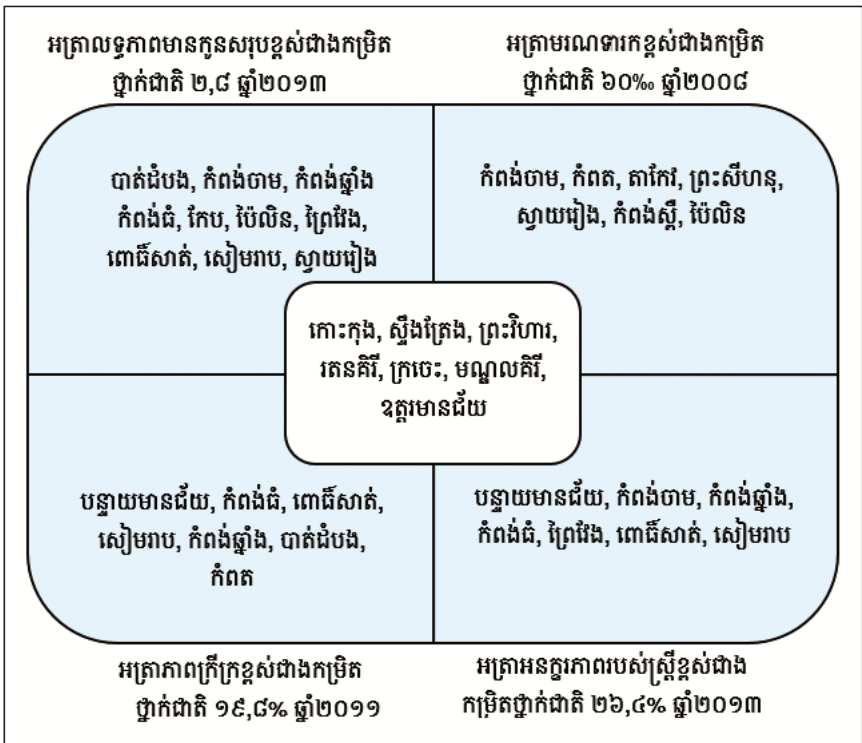 អត្រាលទ្ធភាពមានកូនសរុបខ្ពស់ជាងកម្រិត
ថ្នាក់ជាតិ ២,៨ ឆ្នាំ២០១៣
អត្រាមរណទារកខ្ពស់ជាងកម្រិត
ថ្នាក់ជាតិ ៦០‰ ឆ្នាំ២០០៨
បាត់ដំបង, កំពង់ចាម, កំពង់ឆ្នាំង
កំពង់ធំ, កែប, ប៉ៃលិន, ព្រៃវែង,
ពោធិ៍សាត់, សៀមរាប, ស្វាយរៀង
កំពង់ចាម, កំពត, តាកែវ, ព្រះសីហនុ,
ស្វាយរៀង, កំពង់ស្ពឺ, ប៉ៃលិន
កោះកុង, ស្ទឹងត្រែង, ព្រះវិហារ,
រតនគិរី, ក្រចេះ, មណ្ឌលគិរី,
ឧត្តរមានជ័យ
បន្ទាយមានជ័យ, កំពង់ធំ, ពោធិ៍សាត់,
សៀមរាប, កំពង់ឆ្នាំង, បាត់ដំបង,
កំពត
បន្ទាយមានជ័យ, កំពង់ចាម, កំពង់ឆ្នាំង,
កំពង់ធំ, ព្រៃវែង, ពោធិ៍សាត់, សៀមរាប
អត្រាភាពក្រីក្រខ្ពស់ជាងកម្រិត
ថ្នាក់ជាតិ ១៩,៨% ឆ្នាំ២០១១
អត្រាអនក្ខរភាពរបស់ស្ត្រីខ្ពស់ជាង
កម្រិតថ្នាក់ជាតិ ២៦,៤% ឆ្នាំ២០១៣